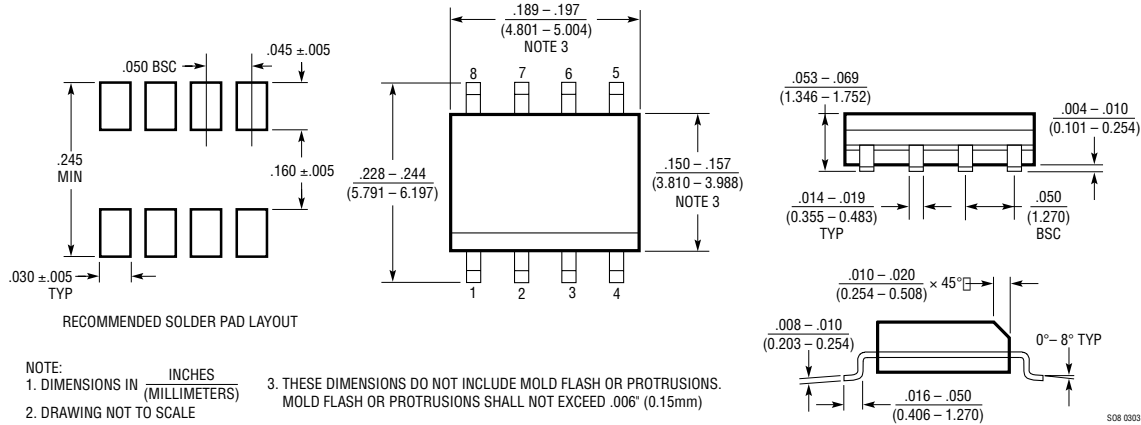 .050 BSC
.045 ±.005
.245
MIN
.160 ±.005
.030 ±.005
TYP
RECOMMENDED SOLDER PAD LAYOUT
.189 – .197
(4.801 – 5.004)
NOTE 3
8 7 6 5
.228 – .244
(5.791 – 6.197)
.150 – .157
(3.810 – 3.988)
NOTE 3
1 2 3 4
.053 – .069
(1.346 – 1.752)
.004 – .010
(0.101 – 0.254)
.014 – .019
(0.355 – 0.483)
TYP
.050
(1.270)
BSC
.010 – .020
(0.254 – 0.508)
× 45°
.008 – .010
(0.203 – 0.254)
0°– 8° TYP
.016 – .050
(0.406 – 1.270)
NOTE:
1. DIMENSIONS IN INCHES
(MILLIMETERS)
2. DRAWING NOT TO SCALE
3. THESE DIMENSIONS DO NOT INCLUDE MOLD FLASH OR PROTRUSIONS.
MOLD FLASH OR PROTRUSIONS SHALL NOT EXCEED .006" (0.15mm)
SO8 0303